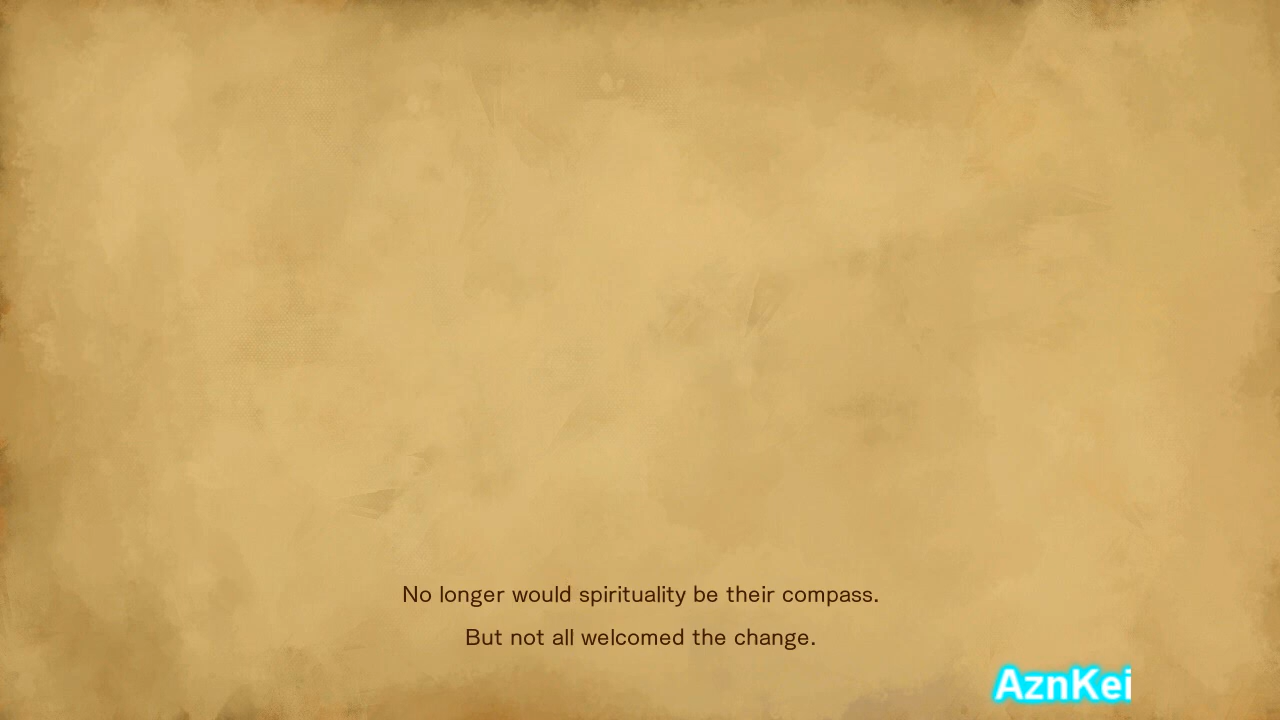 No longer would spirituality be their compass.
But not all welcomed the change.
AznKei